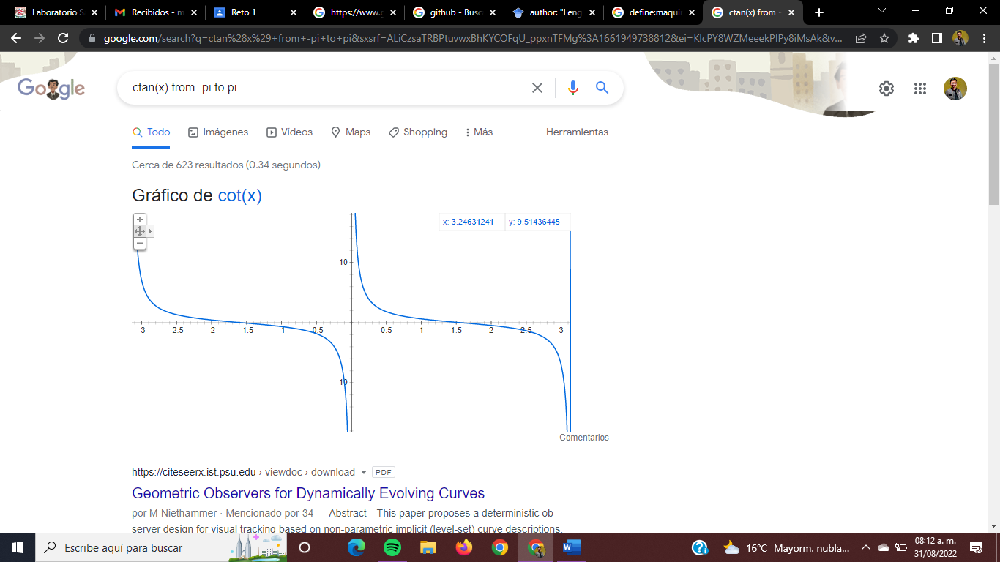 Laboratorio S
Recibidos - m
Reto 1
https://www.g
github - Busc
author: "Leng
define:maqui
ctan(x) from -
google.com/search?q=ctan%28x%29+from+-pi+to+pi&sxsrf=ALiCzsaTRBPtuvwxBhKYCOFqU_ppxnTFMg%3A1661949738812&ei=KlcPY8WZMeeekPIPy8iMsAk&v...
Google
ctan(x) from -pi to pi
Todo
Imágenes
Vídeos
Maps
Shopping
Más
Herramientas
Cerca de 623 resultados (0.34 segundos)
Gráfico de cot(x)
x: 3.24631241
y: 9.51436445
10
-3 -2.5 -2 -1.5 -1 -0.5 0.5 1 1.5 2 2.5 3
-10
Comentarios
https://citeseerx.ist.psu.edu › viewdoc › download
PDF
Geometric Observers for Dynamically Evolving Curves
por M Niethammer · Mencionado por 34 — Abstract—This paper proposes a deterministic ob-
server design for visual tracking based on non-parametric implicit (level-set) curve descriptions.
Escribe aquí para buscar
16°C Mayorm. nubla...
08:12 a. m.
31/08/2022